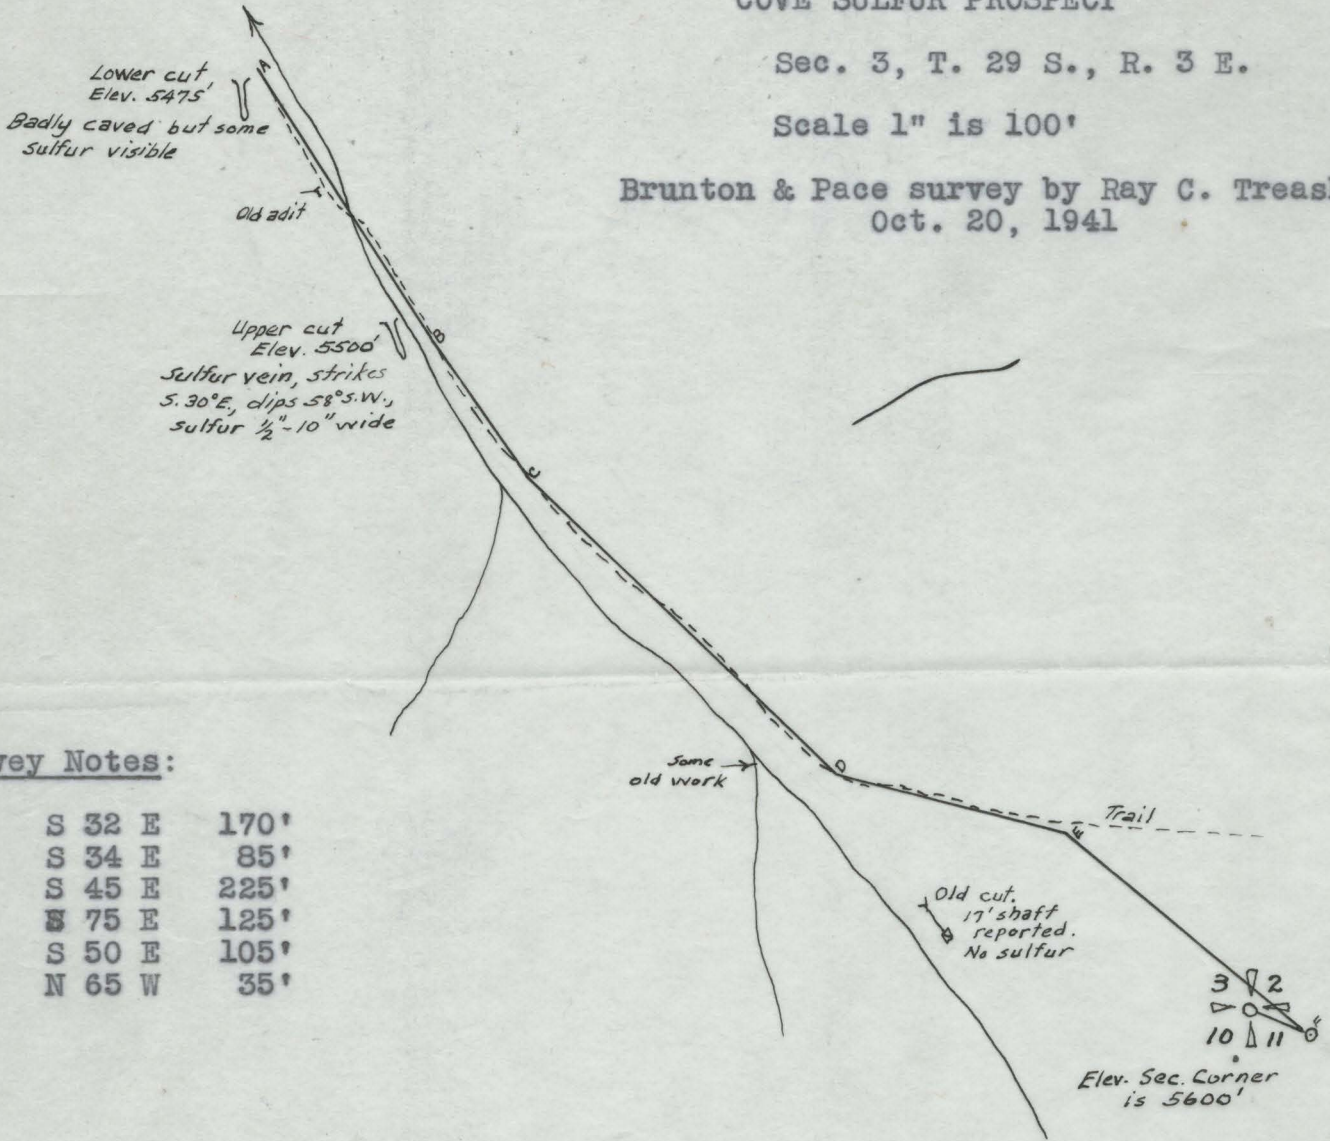 COVE SULFUR PROSPECT
Sec. 3, T. 29 S., R. 3 E.
Scale 1" is 100'
Brunton & Pace survey by Ray C. Treas
Oct. 20, 1941
A
Lower cut
Elev. 5475'
Badly caved but some
sulfur visible
Old adit
B
Upper cut
Elev. 5500'
Sulfur vein, strikes
S. 30° E., dips 58° S.W.,
sulfur ½"-10" wide
C
vey Notes:
S 32 E 170'
S 34 E 85'
S 45 E 225'
S 75 E 125'
S 50 E 105'
N 65 W 35'
Some
old work
D
Trail
E
Old cut.
17' shaft
reported.
No sulfur
3 2
10 11
Elev. Sec. Corner
is 5600'